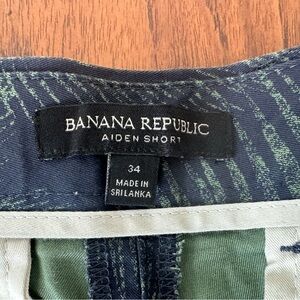 BANANA REPUBLIC
AIDEN SHORT
34
MADE IN
SRI LANKA